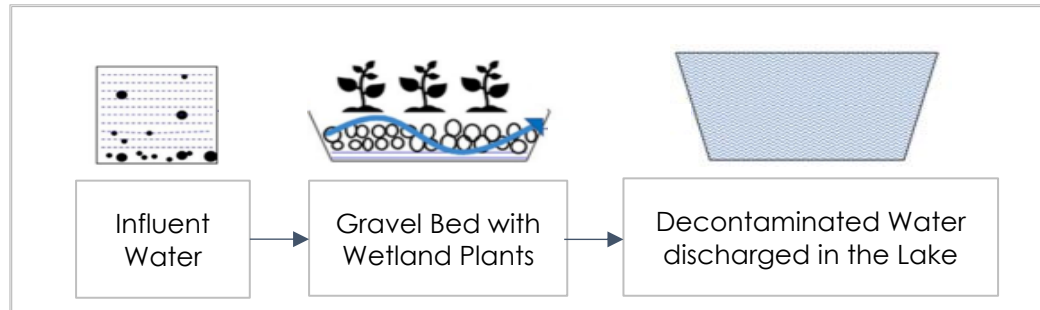 Influent
Water
Gravel Bed with
Wetland Plants
Decontaminated Water
discharged in the Lake